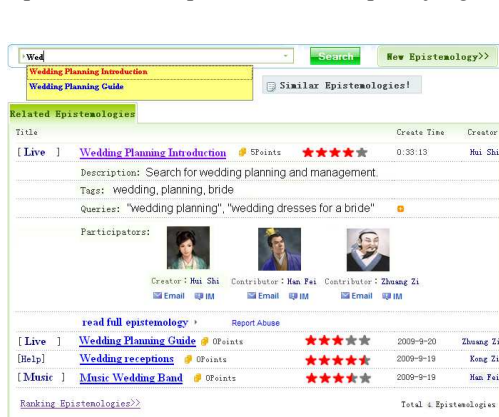 Wed
Search
New Epistemology>>
Wedding Planning Introduction
Wedding Planning Guide
Similar Epistemologies!
Related Epistemologies
Title Create Time Creator
[ Live ] Wedding Planning Introduction 5Points 0:33:13 Hui Shi
Description: Search for wedding planning and management.
Tags: wedding, planning, bride
Queries: "wedding planning", "wedding dresses for a bride"
Participators:
Creator: Hui Shi Contributor: Han Fei Contributor: Zhuang Zi
Email IM Email IM Email IM
read full epistemology Report Abuse
[ Live ] Wedding Planning Guide 0Points 2009-9-20 Zhuang Zi
[Help] Wedding receptions 0Points 2009-9-19 Kong Zi
[ Music ] Music Wedding Band 0Points 2009-9-19 Han Fei
Ranking Epistemologies>> Total 4 Epistemologies